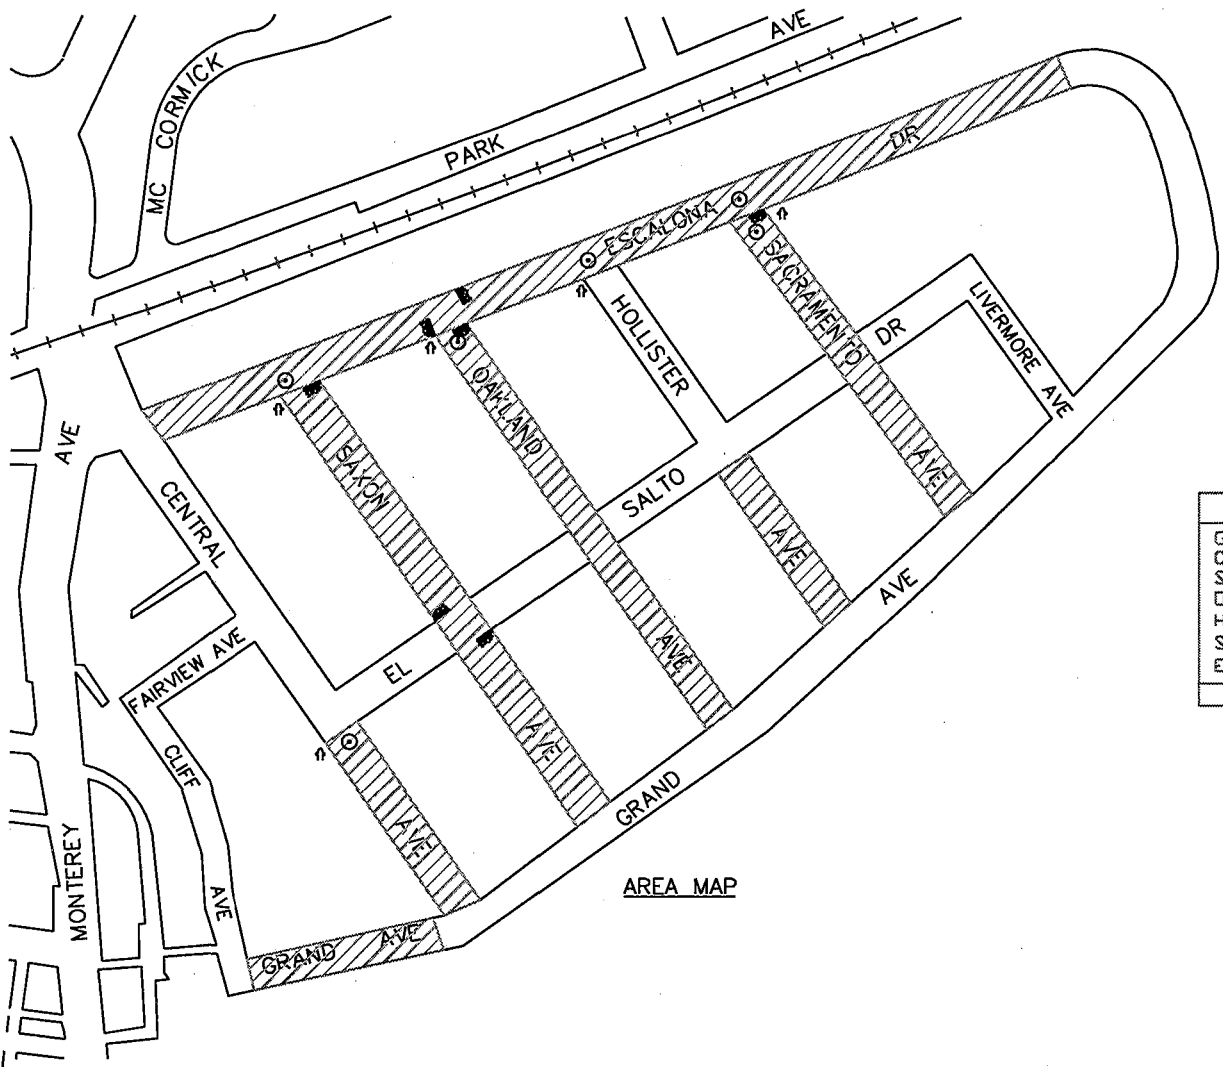 AVE
MC CORMICK
PARK
DR
ESCALONA
SACRAMENTO
HOLLISTER
LIVERMORE AVE
DR
OAKLAND
AVE
SAXON
CENTRAL
AVE
SALTO
AVE
AVE
AVE
FAIRVIEW AVE
EL
AVE
CLIFF
GRAND
AVE
MONTEREY
AREA MAP
AVE
GRAND AVE